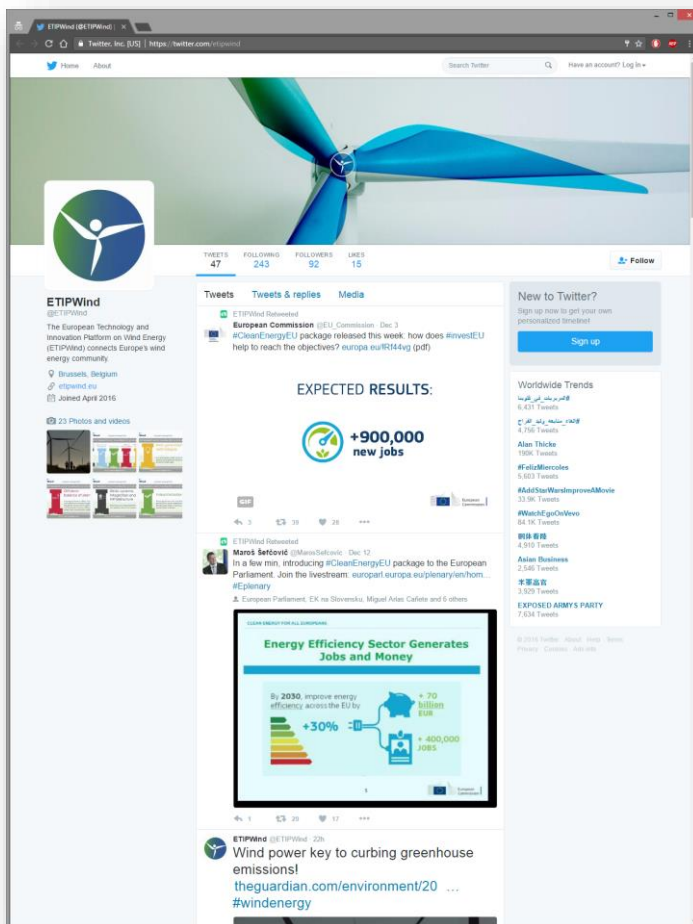 ETIPWind (@ETIPWind) |
Twitter, Inc. [US] | https://twitter.com/etipwind
Home About
Search Twitter
Have an account? Log in
TWEETS FOLLOWING FOLLOWERS LIKES
47 243 92 15
Follow
ETIPWind
@ETIPWind
The European Technology and
Innovation Platform on Wind Energy
(ETIPWind) connects Europe's wind
energy community.
Brussels, Belgium
etipwind.eu
Joined April 2016
23 Photos and videos
Tweets Tweets & replies Media
ETIPWind Retweeted
European Commission @EU_Commission · Dec 3
#CleanEnergyEU package released this week: how does #investEU
help to reach the objectives? europa.eu/!Rf44vg (pdf)
EXPECTED RESULTS:
+900,000
new jobs
GIF
European
Commission
3 38 28
ETIPWind Retweeted
Maroš Šefčovič @MarosSefcovic · Dec 12
In a few min, introducing #CleanEnergyEU package to the European
Parliament. Join the livestream: europarl.europa.eu/plenary/en/hom...
#Eplenary
European Parliament, EK na Slovensku, Miguel Arias Cañete and 6 others
CLEAN ENERGY FOR ALL EUROPEANS
Energy Efficiency Sector Generates
Jobs and Money
By 2030, improve energy
efficiency across the EU by
+30%
+ 70
billion
EUR
+ 400,000
JOBS
European
Commission
1 25 17
ETIPWind @ETIPWind · 22h
Wind power key to curbing greenhouse
emissions!
theguardian.com/environment/20 ...
#windenergy
New to Twitter?
Sign up now to get your own
personalized timeline!
Sign up
Worldwide Trends
6,431 Tweets
4,756 Tweets
Alan Thicke
190K Tweets
#FelizMiercoles
5,603 Tweets
#AddStarWarsImproveAMovie
33.9K Tweets
#WatchEgoOnVevo
84.1K Tweets
4,910 Tweets
Asian Business
2,546 Tweets
3,929 Tweets
EXPOSED ARMYS PARTY
7,634 Tweets
© 2016 Twitter About Help Terms
Privacy Cookies Ads info